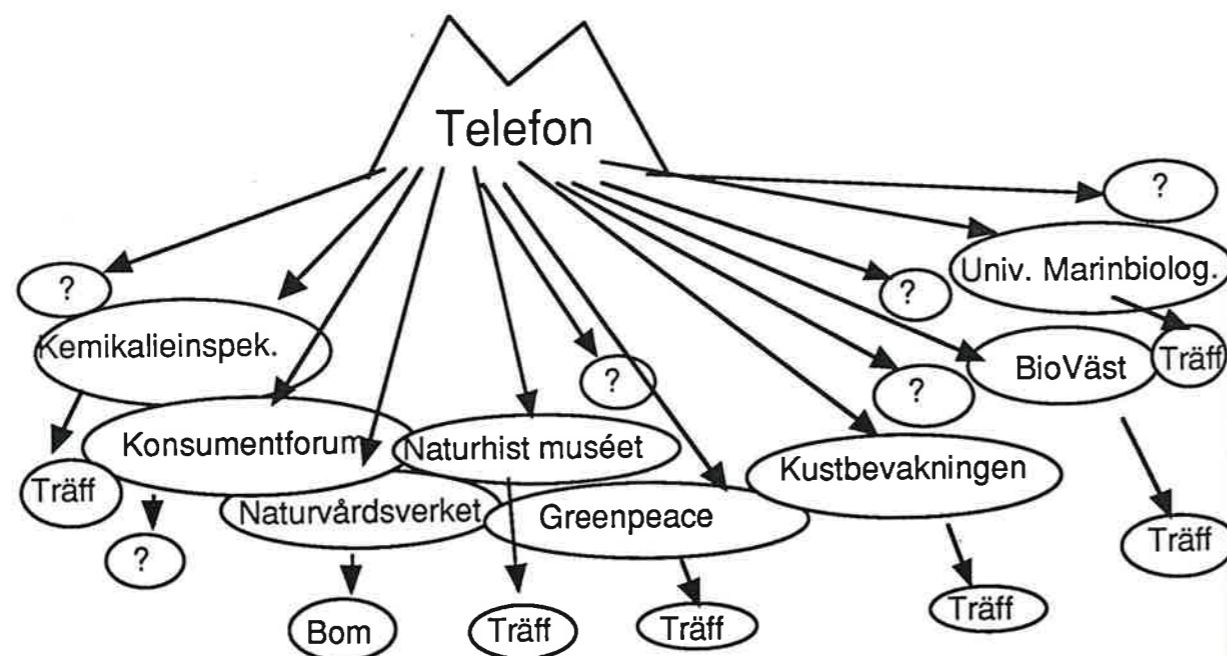 Telefon
?
?
Univ. Marinbiolog.
?
?
Kemikalieinspek.
Träff
BioVäst
?
?
Konsumentforum
Naturhist muséet
Kustbevakningen
Träff
Naturvårdsverket
Greenpeace
Träff
?
Träff
Bom
Träff
Träff